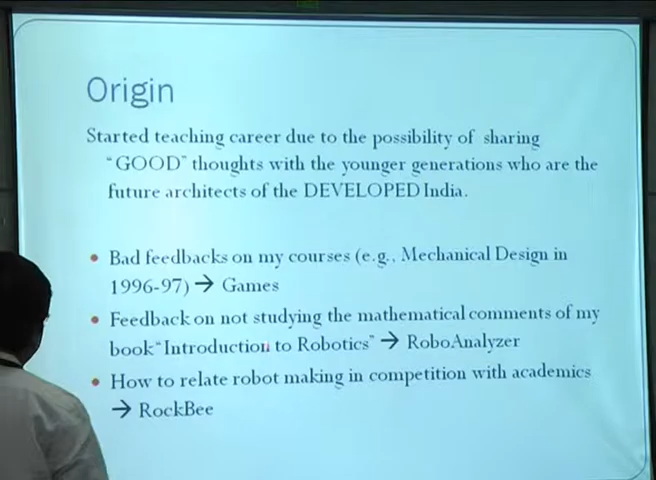 Origin
Started teaching career due to the possibility of sharing
"GOOD" thoughts with the younger generations who are the
future architects of the DEVELOPED India.
• Bad feedbacks on my courses (e.g., Mechanical Design in
1996-97) → Games
• Feedback on not studying the mathematical comments of my
book "Introduction to Robotics" → RoboAnalyzer
• How to relate robot making in competition with academics
→ RockBee